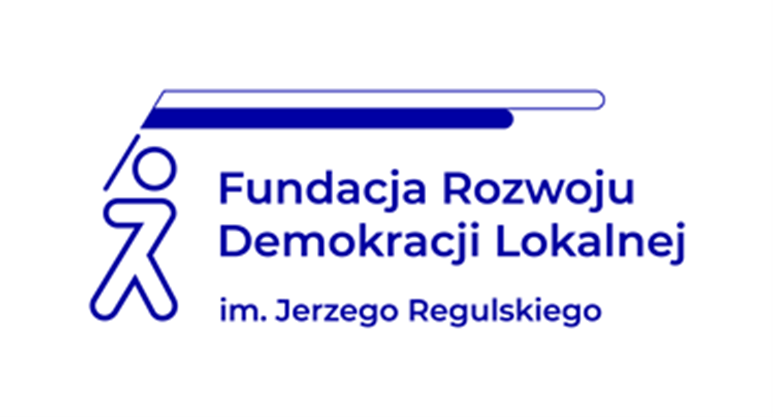 Fundacja Rozwoju
Demokracji Lokalnej
im. Jerzego Regulskiego